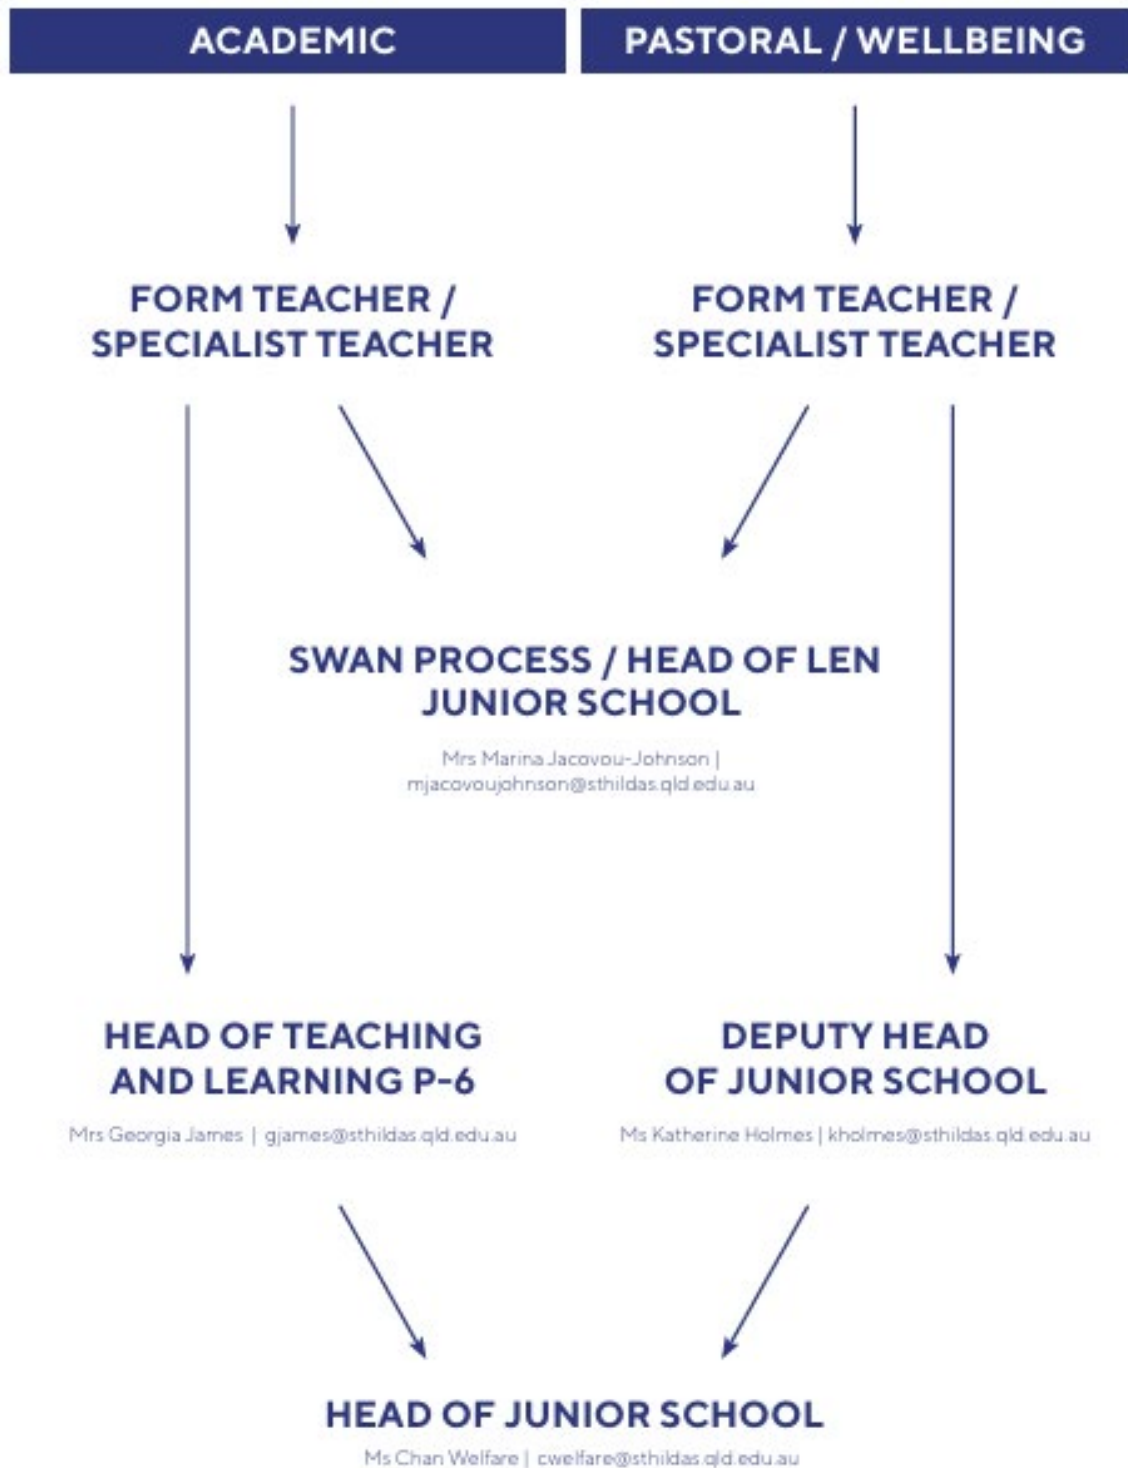 ACADEMIC
PASTORAL / WELLBEING
FORM TEACHER /
SPECIALIST TEACHER
FORM TEACHER /
SPECIALIST TEACHER
SWAN PROCESS / HEAD OF LEN
JUNIOR SCHOOL
Mrs Marina Jacovou-Johnson |
mjacovoujohnson@sthildas.qld.edu.au
HEAD OF TEACHING
AND LEARNING P-6
Mrs Georgia James | gjames@sthildas.qld.edu.au
DEPUTY HEAD
OF JUNIOR SCHOOL
Ms Katherine Holmes | kholmes@sthildas.qld.edu.au
HEAD OF JUNIOR SCHOOL
Ms Chan Welfare | cwelfare@sthildas.qld.edu.au